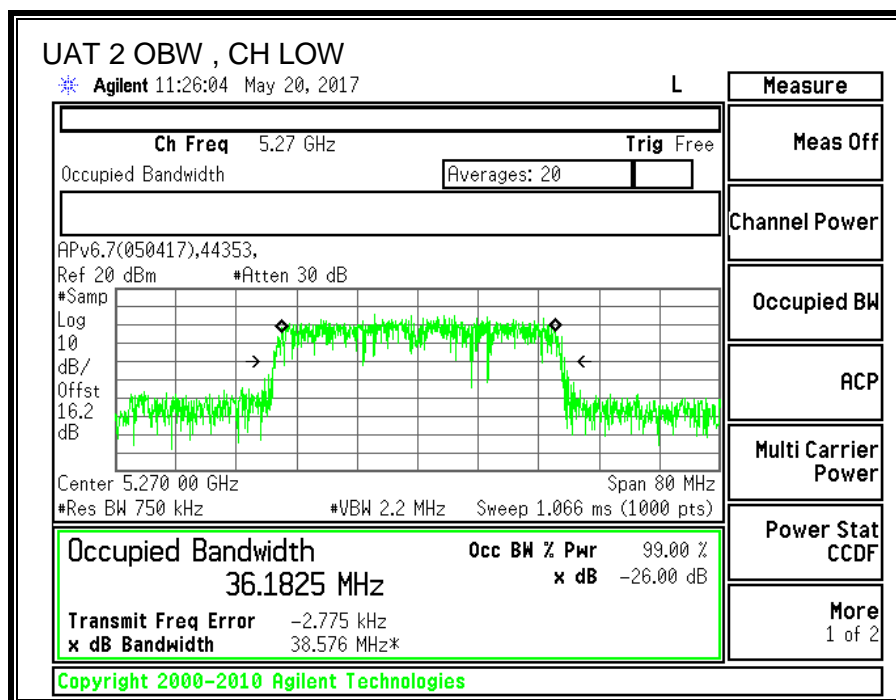 UAT 2 OBW , CH LOW
Agilent 11:26:04 May 20, 2017 L
Measure
Ch Freq 5.27 GHz Trig Free
Meas Off
Occupied Bandwidth Averages: 20
Channel Power
APv6.7(050417),44353,
Ref 20 dBm #Atten 30 dB
#Samp
Log
10
dB/
Offst
16.2
dB
Occupied BW
ACP
Multi Carrier
Power
Center 5.270 00 GHz Span 80 MHz
#Res BW 750 kHz #VBW 2.2 MHz Sweep 1.066 ms (1000 pts)
Power Stat
CCDF
Occupied Bandwidth Occ BW % Pwr 99.00 %
36.1825 MHz x dB -26.00 dB
Transmit Freq Error -2.775 kHz
x dB Bandwidth 38.576 MHz*
More
1 of 2
Copyright 2000-2010 Agilent Technologies